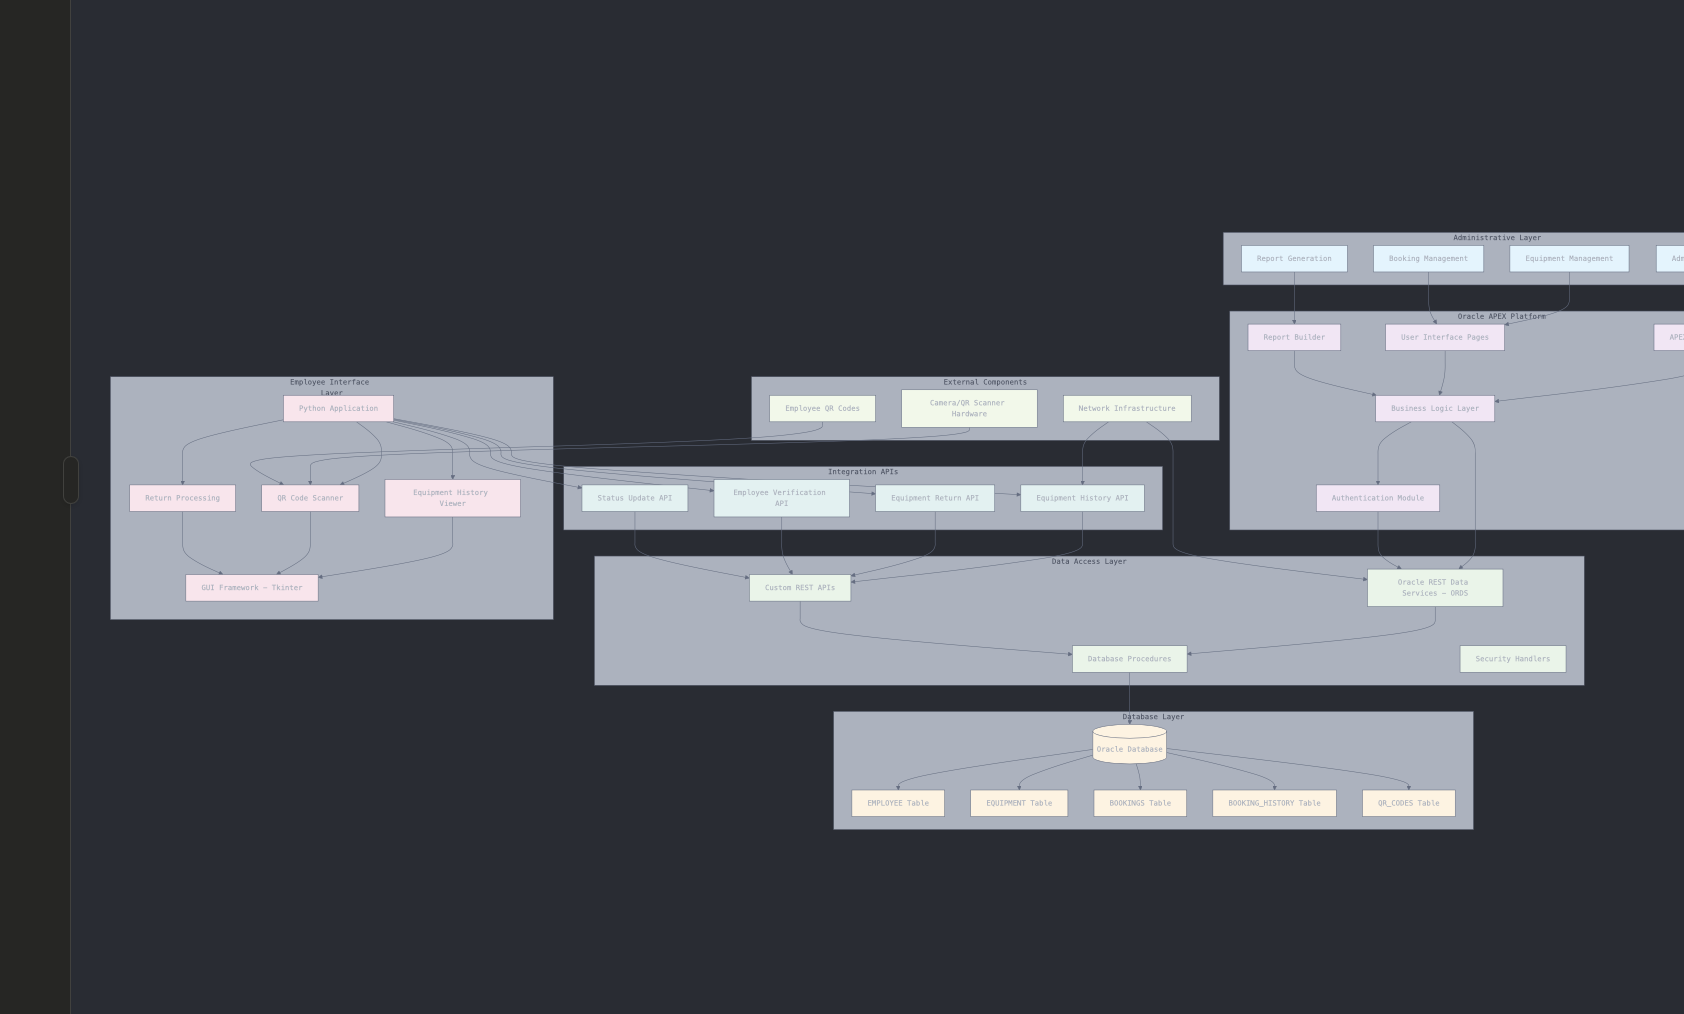 Administrative Layer
Report Generation
Booking Management
Equipment Management
Oracle APEX Platform
Report Builder
User Interface Pages
Employee Interface
Layer
Python Application
External Components
Employee QR Codes
Camera/QR Scanner
Hardware
Network Infrastructure
Business Logic Layer
Integration APIs
Return Processing
QR Code Scanner
Equipment History
Viewer
Status Update API
Employee Verification
API
Equipment Return API
Equipment History API
Authentication Module
Data Access Layer
GUI Framework - Tkinter
Custom REST APIs
Oracle REST Data
Services - ORDS
Database Procedures
Security Handlers
Database Layer
Oracle Database
EMPLOYEE Table
EQUIPMENT Table
BOOKINGS Table
BOOKING_HISTORY Table
QR_CODES Table